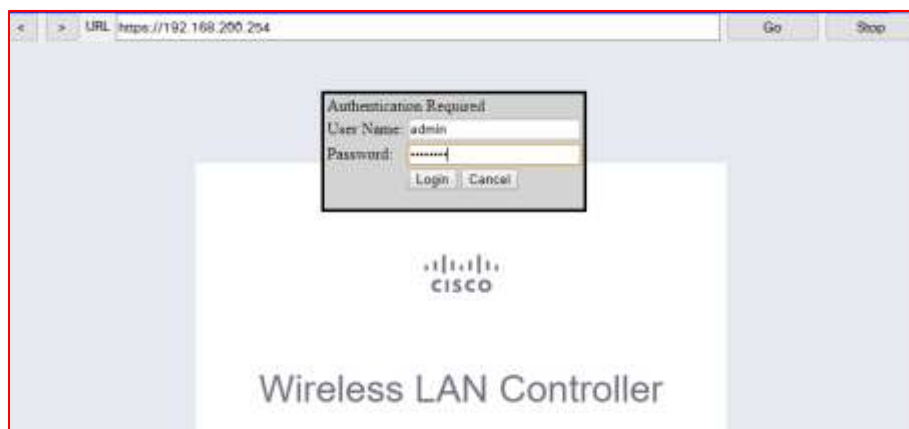 < > URL https://192.168.200.254 Go Stop
Authentication Required
User Name: admin
Password: ••••••••
Login Cancel
CISCO
Wireless LAN Controller